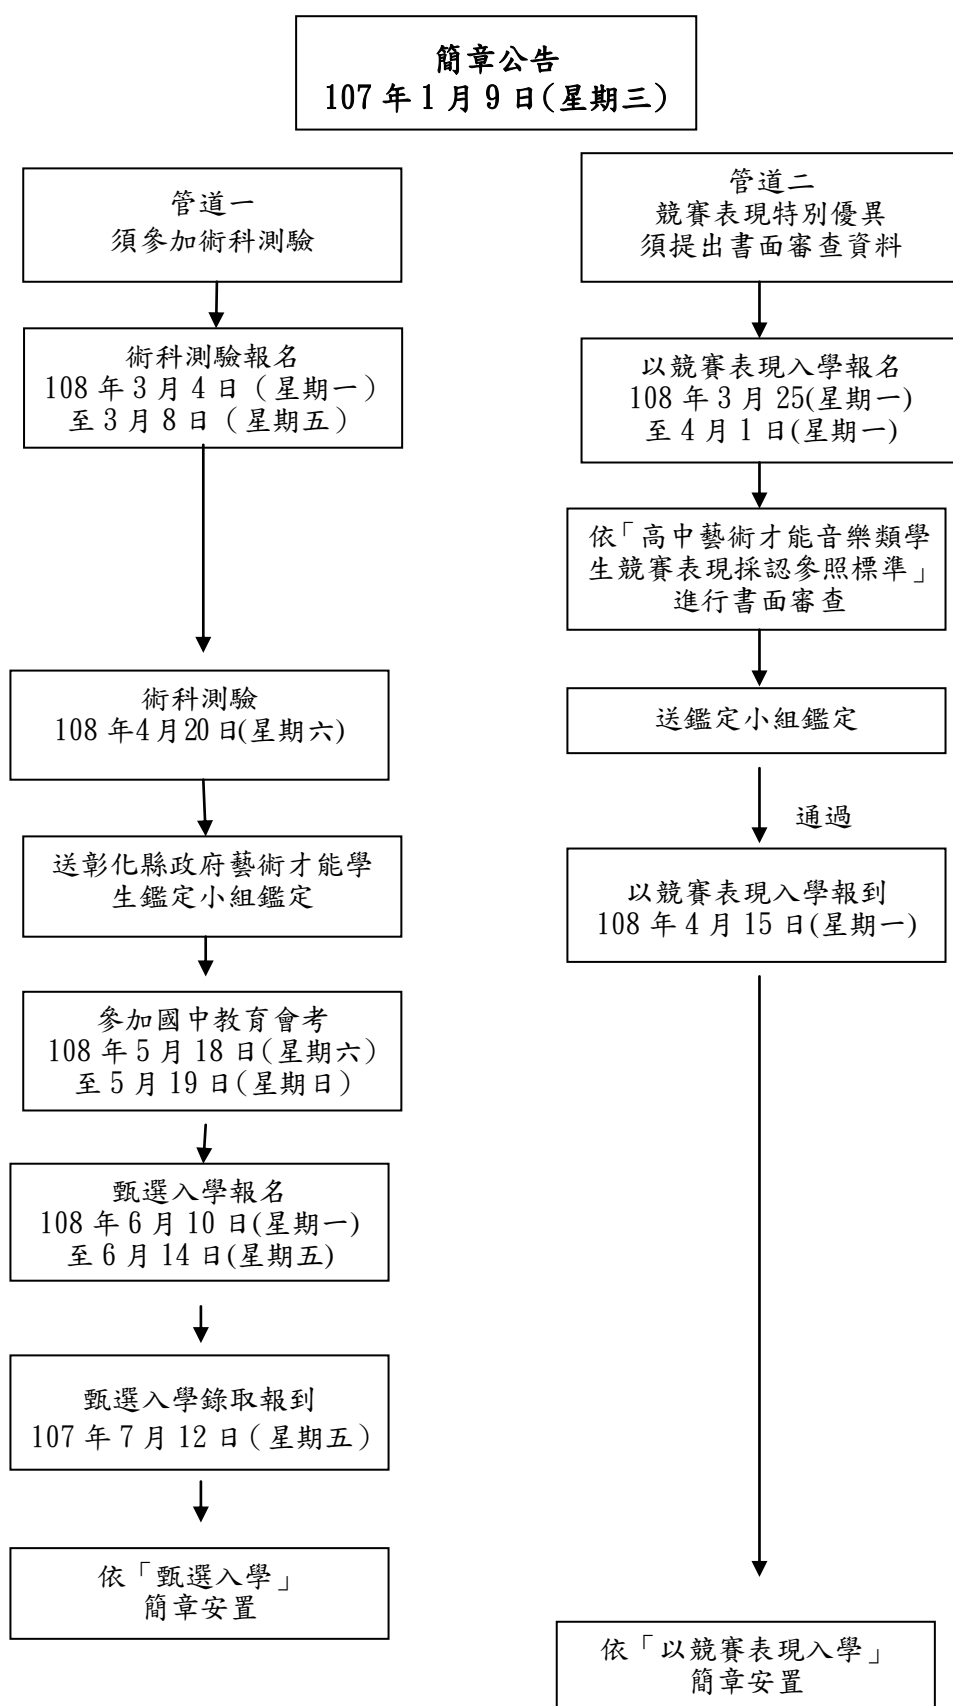 簡章公告
107 年 1 月 9 日(星期三)
管道一
須參加術科測驗
術科測驗報名
108 年 3 月 4 日（星期一）
至 3 月 8 日（星期五）
術科測驗
108 年4 月20 日(星期六)
送彰化縣政府藝術才能學
生鑑定小組鑑定
參加國中教育會考
108 年 5 月 18 日(星期六)
至 5 月 19 日(星期日)
甄選入學報名
108 年 6 月 10 日(星期一)
至 6 月 14 日(星期五)
甄選入學錄取報到
107 年 7 月 12 日（星期五）
依「甄選入學」
簡章安置
管道二
競賽表現特別優異
須提出書面審查資料
以競賽表現入學報名
108 年 3 月 25(星期一)
至 4 月 1 日(星期一)
依「高中藝術才能音樂類學
生競賽表現採認參照標準」
進行書面審查
送鑑定小組鑑定
通過
以競賽表現入學報到
108 年 4 月 15 日(星期一)
依「以競賽表現入學」
簡章安置